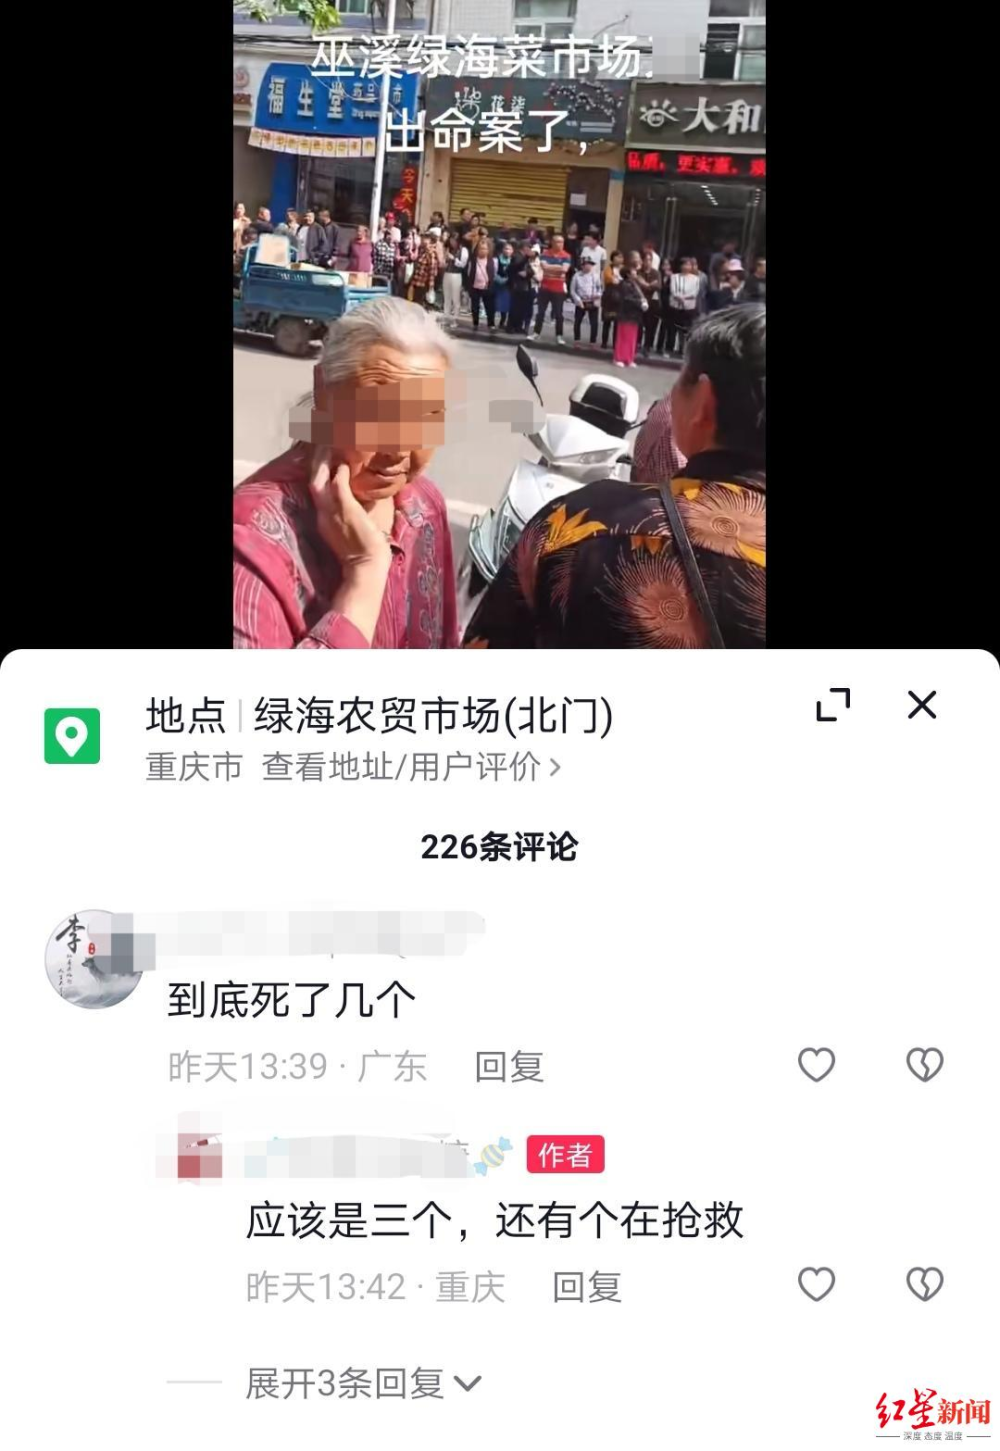 巫溪绿海菜市场
出命案了，
福生堂
大和
今天
地点 | 绿海农贸市场(北门)
重庆市 查看地址/用户评价 >
226条评论
李
到底死了几个
昨天13:39 · 广东 回复
作者
应该是三个，还有个在抢救
昨天13:42 · 重庆 回复
展开3条回复
红星新闻
深度 态度 温度